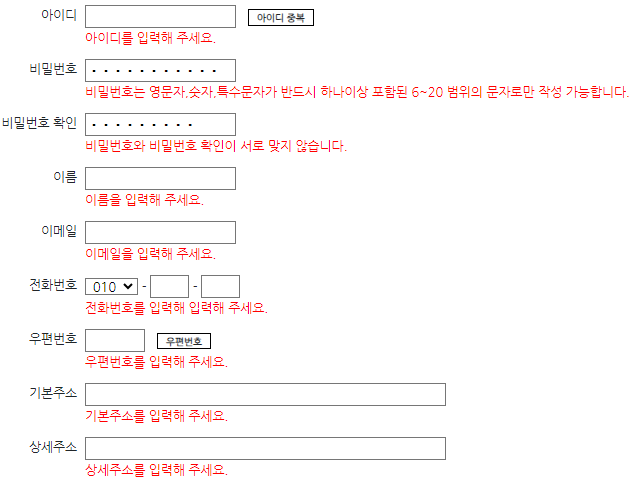 아이디 아이디 중복
아이디를 입력해 주세요.
비밀번호
비밀번호는 영문자,숫자,특수문자가 반드시 하나이상 포함된 6~20 범위의 문자로만 작성 가능합니다.
비밀번호 확인
비밀번호와 비밀번호 확인이 서로 맞지 않습니다.
이름
이름을 입력해 주세요.
이메일
이메일을 입력해 주세요.
전화번호 010 - -
전화번호를 입력해 입력해 주세요.
우편번호 우편번호
우편번호를 입력해 주세요.
기본주소
기본주소를 입력해 주세요.
상세주소
상세주소를 입력해 주세요.